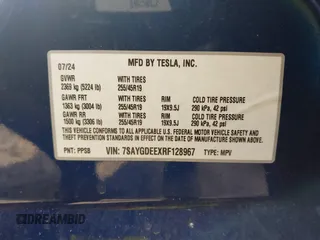 07/24 MFD BY TESLA, INC.
GVWR WITH TIRES
2369 kg (5224 lb) 255/45R19
GAWR FRT WITH TIRES RIM COLD TIRE PRESSURE
1363 kg (3004 lb) 255/45R19 19X9.5J 290 kPa, 42 psi
GAWR RR WITH TIRES RIM COLD TIRE PRESSURE
1500 kg (3306 lb) 255/45R19 19X9.5J 290 kPa, 42 psi
THIS VEHICLE CONFORMS TO ALL APPLICABLE FEDERAL MOTOR VEHICLE
SAFETY, BUMPER, AND THEFT PREVENTION STANDARDS IN EFFECT ON
THE DATE OF MANUFACTURE SHOWN ABOVE.
PNT: PPSB VIN: 7SAYGDEEXRF128967 TYPE: MPV
© DREAMBID